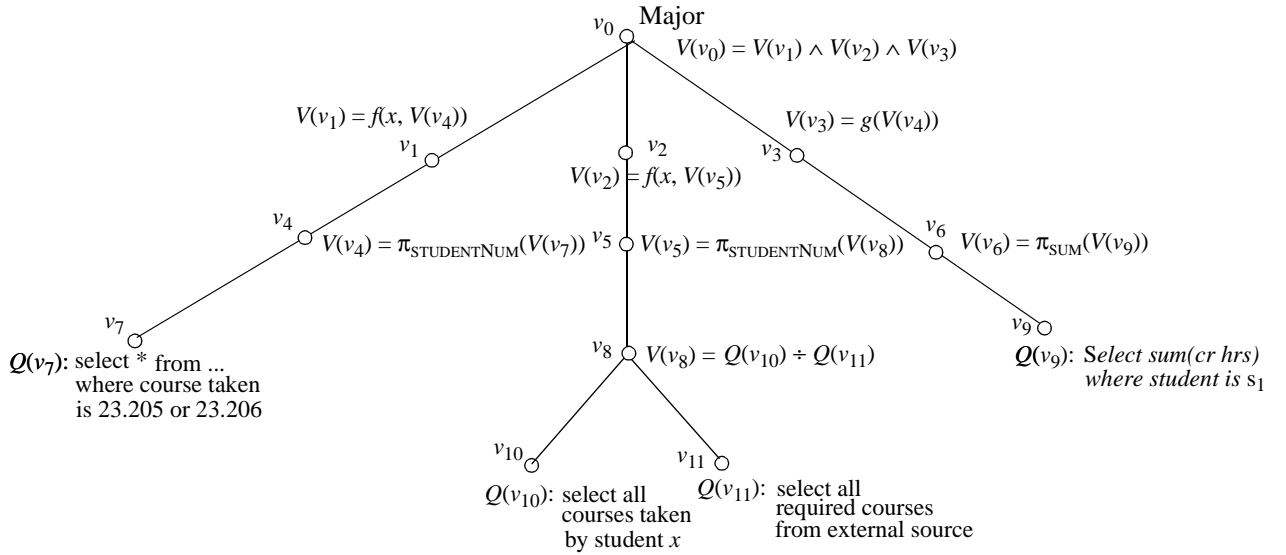 Major
v0
V(v0) = V(v1) ∧ V(v2) ∧ V(v3)
V(v1) = f(x, V(v4))
V(v3) = g(V(v4))
v1
v2
v3
V(v2) = f(x, V(v5))
v4
V(v4) = πSTUDENTNUM(V(v7))
v5
V(v5) = πSTUDENTNUM(V(v8))
v6
V(v6) = πSUM(V(v9))
v7
Q(v7): select * from ...
where course taken
is 23.205 or 23.206
v8
V(v8) = Q(v10) ÷ Q(v11)
v9
Q(v9): Select sum(cr hrs)
where student is s1
v10
Q(v10): select all
courses taken
by student x
v11
Q(v11): select all
required courses
from external source